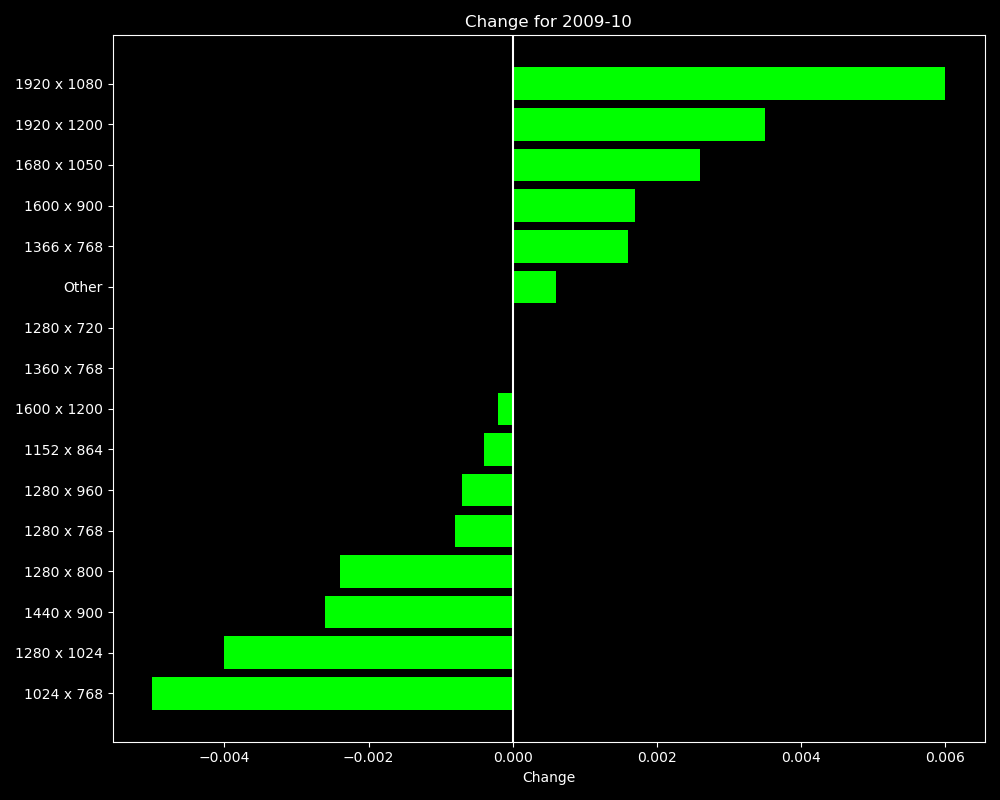 Change for 2009-10
1920 x 1080
1920 x 1200
1680 x 1050
1600 x 900
1366 x 768
Other
1280 x 720
1360 x 768
1600 x 1200
1152 x 864
1280 x 960
1280 x 768
1280 x 800
1440 x 900
1280 x 1024
1024 x 768
−0.004 −0.002 0.000 0.002 0.004 0.006
Change